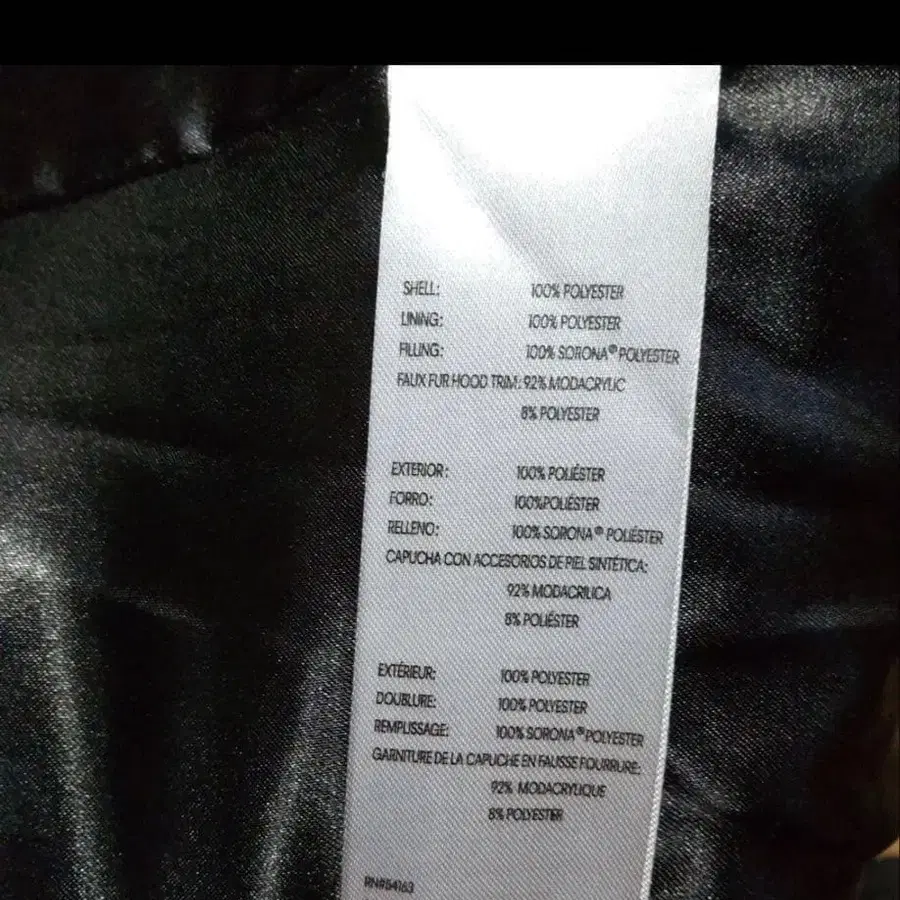 SHELL: 100% POLYESTER
LINING: 100% POLYESTER
FILLING: 100% SORONA® POLYESTER
FAUX FUR HOOD TRIM: 92% MODACRYLIC
8% POLYESTER
EXTERIOR: 100% POLIÉSTER
FORRO: 100%POLIÉSTER
RELLENO: 100% SORONA® POLIÉSTER
CAPUCHA CON ACCESORIOS DE PIEL SINTÉTICA:
92% MODACRILICA
8% POLIÉSTER
EXTÉRIEUR: 100% POLYESTER
DOUBLURE: 100% POLYESTER
REMPLISSAGE: 100% SORONA® POLYESTER
GARNITURE DE LA CAPUCHE EN FAUSSE FOURRURE:
92% MODACRYLIQUE
8% POLYESTER
RN#54163